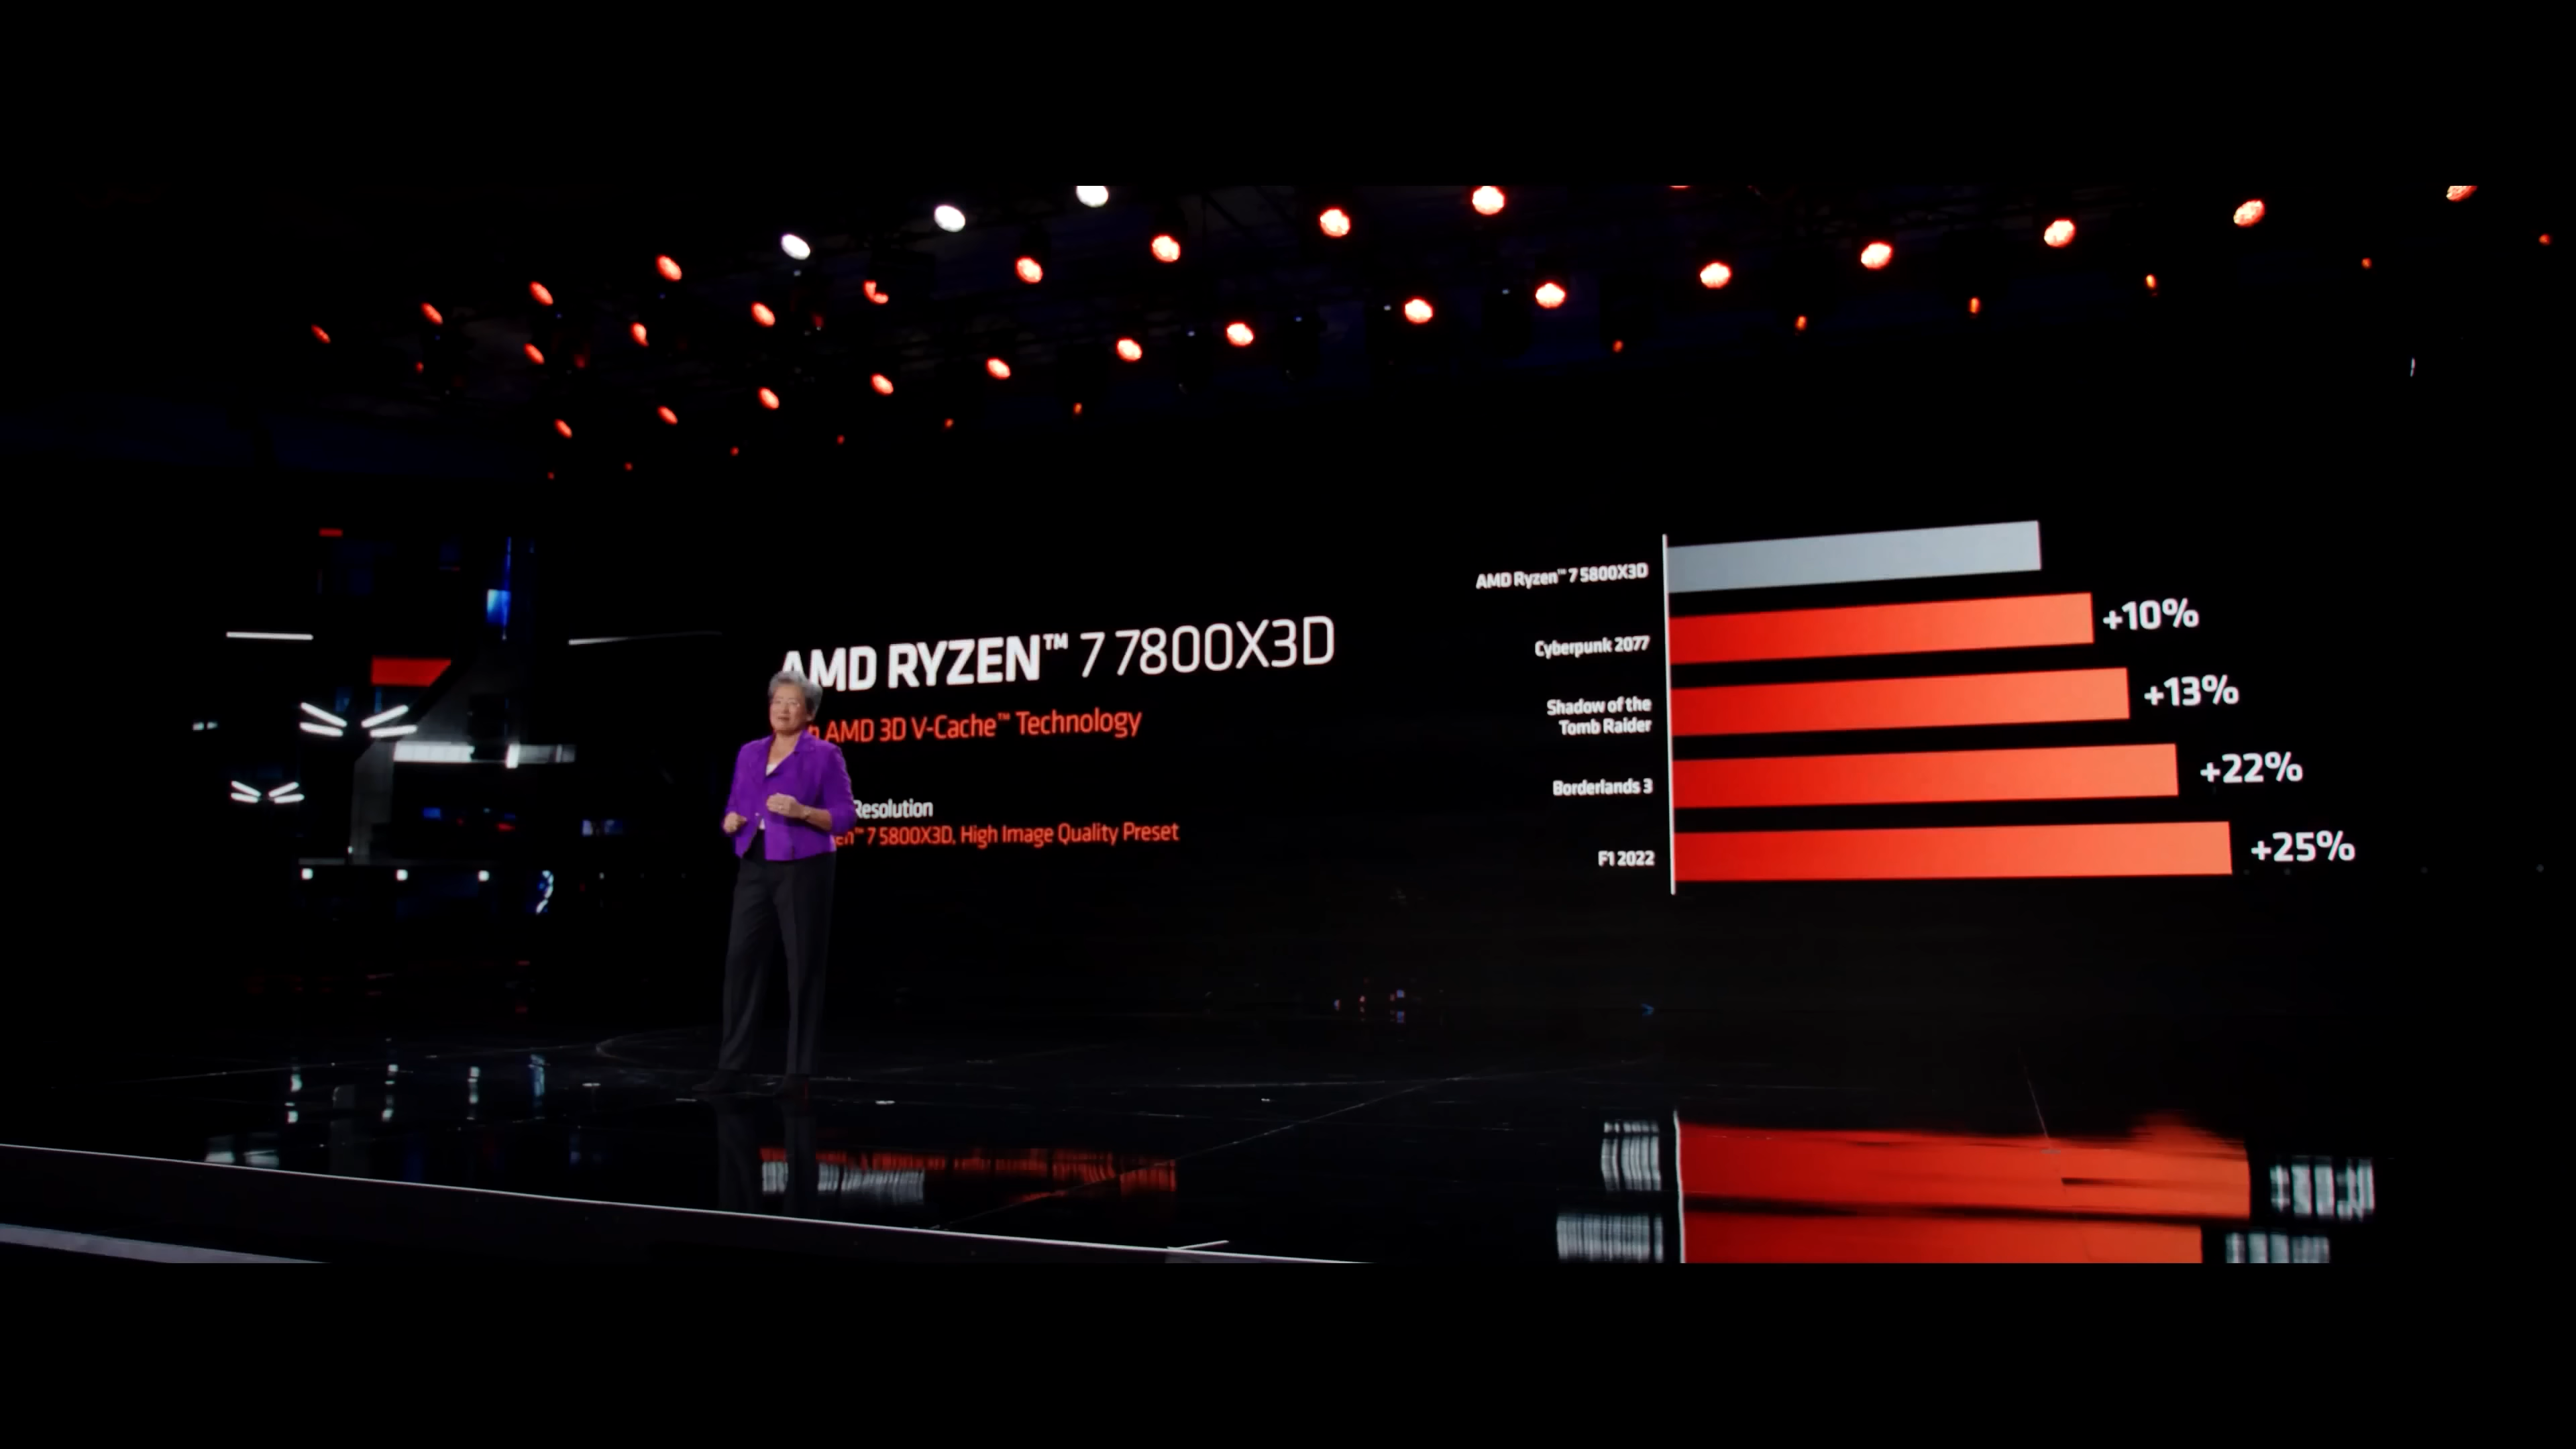 AMD RYZEN™ 7 7800X3D
AMD 3D V-Cache™ Technology
Resolution
7 5800X3D, High Image Quality Preset
AMD Ryzen™ 7 5800X3D
Cyberpunk 2077
+10%
Shadow of the
Tomb Raider
+13%
Borderlands 3
+22%
F1 2022
+25%